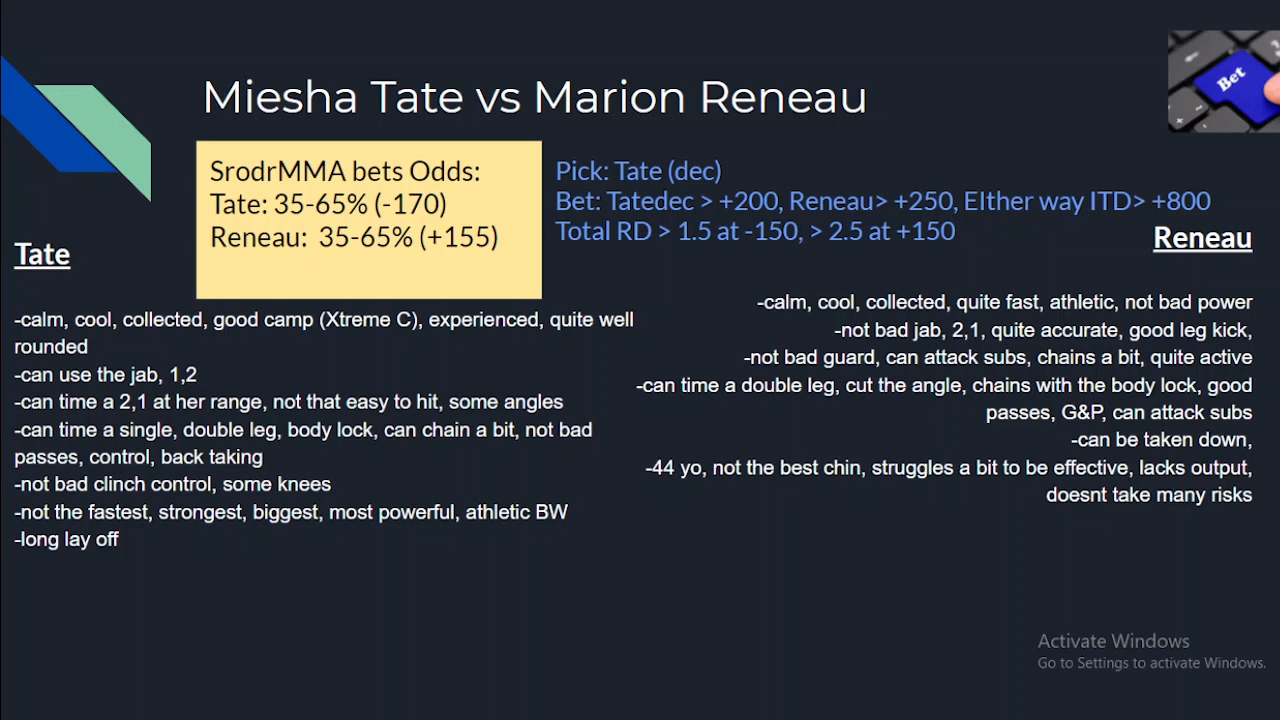 Miesha Tate vs Marion Reneau
Bet
SrodrMMA bets Odds:
Tate: 35-65% (-170)
Reneau:  35-65% (+155)
Pick: Tate (dec)
Bet: Tatedec > +200, Reneau> +250, EIther way ITD> +800
Total RD > 1.5 at -150, > 2.5 at +150
Tate
-calm, cool, collected, good camp (Xtreme C), experienced, quite well
rounded
-can use the jab, 1,2
-can time a 2,1 at her range, not that easy to hit, some angles
-can time a single, double leg, body lock, can chain a bit, not bad
passes, control, back taking
-not bad clinch control, some knees
-not the fastest, strongest, biggest, most powerful, athletic BW
-long lay off
Reneau
-calm, cool, collected, quite fast, athletic, not bad power
-not bad jab, 2,1, quite accurate, good leg kick,
-not bad guard, can attack subs, chains a bit, quite active
-can time a double leg, cut the angle, chains with the body lock, good
passes, G&P, can attack subs
-can be taken down,
-44 yo, not the best chin, struggles a bit to be effective, lacks output,
doesnt take many risks
Activate Windows
Go to Settings to activate Windows.